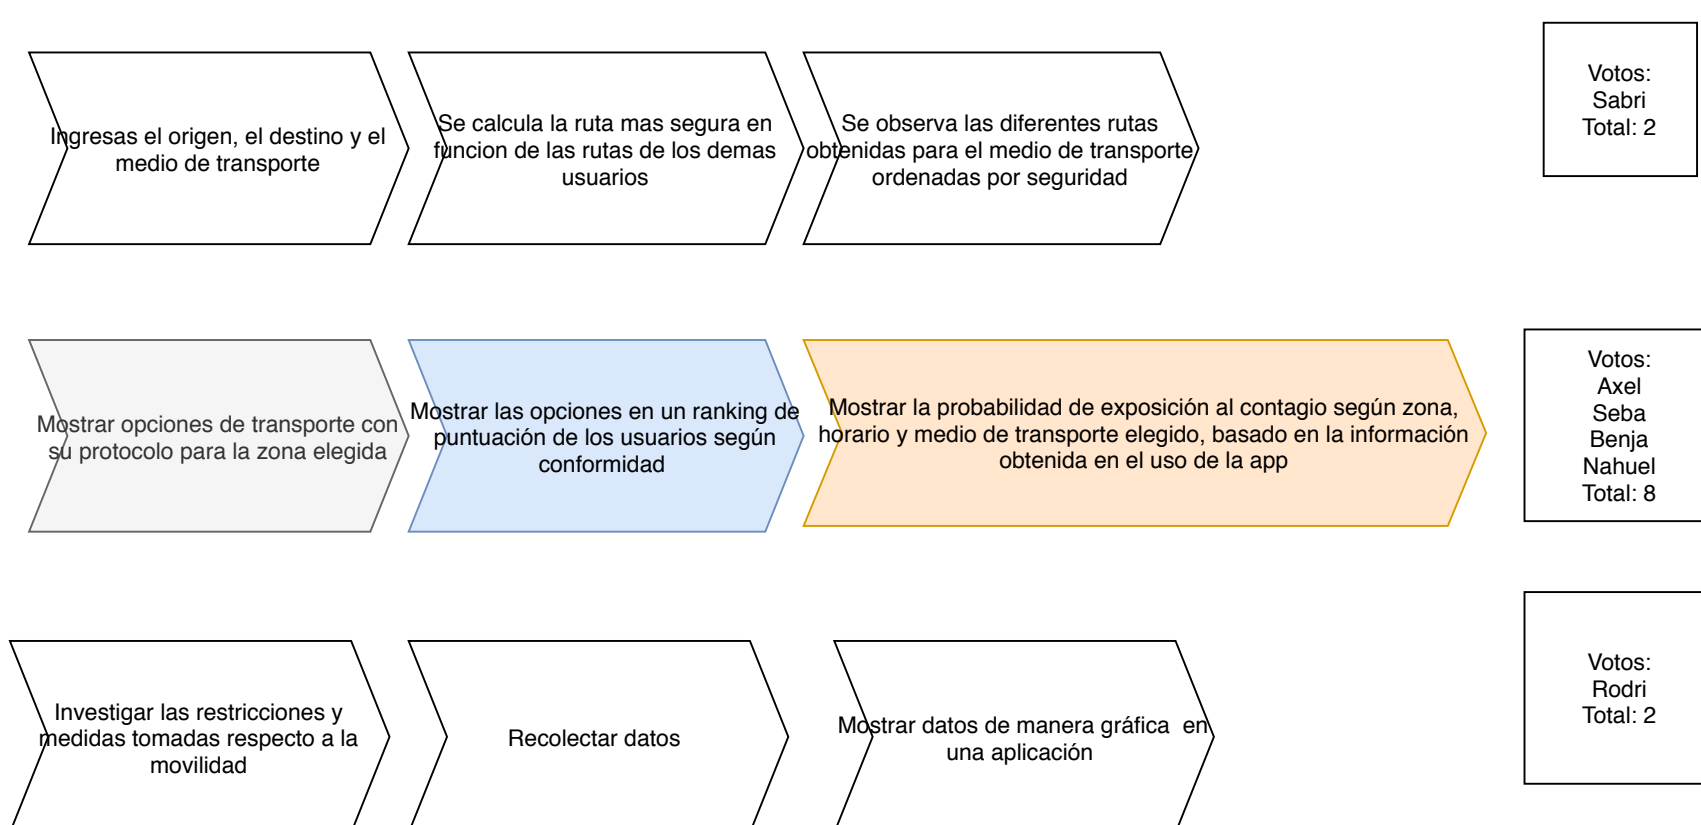 Ingresas el origen, el destino y el
medio de transporte
Se calcula la ruta mas segura en
funcion de las rutas de los demas
usuarios
Se observa las diferentes rutas
obtenidas para el medio de transporte
ordenadas por seguridad
Votos:
Sabri
Total: 2
Mostrar opciones de transporte con
su protocolo para la zona elegida
Mostrar las opciones en un ranking de
puntuación de los usuarios según
conformidad
Mostrar la probabilidad de exposición al contagio según zona,
horario y medio de transporte elegido, basado en la información
obtenida en el uso de la app
Votos:
Axel
Seba
Benja
Nahuel
Total: 8
Investigar las restricciones y
medidas tomadas respecto a la
movilidad
Recolectar datos
Mostrar datos de manera gráfica  en
una aplicación
Votos:
Rodri
Total: 2